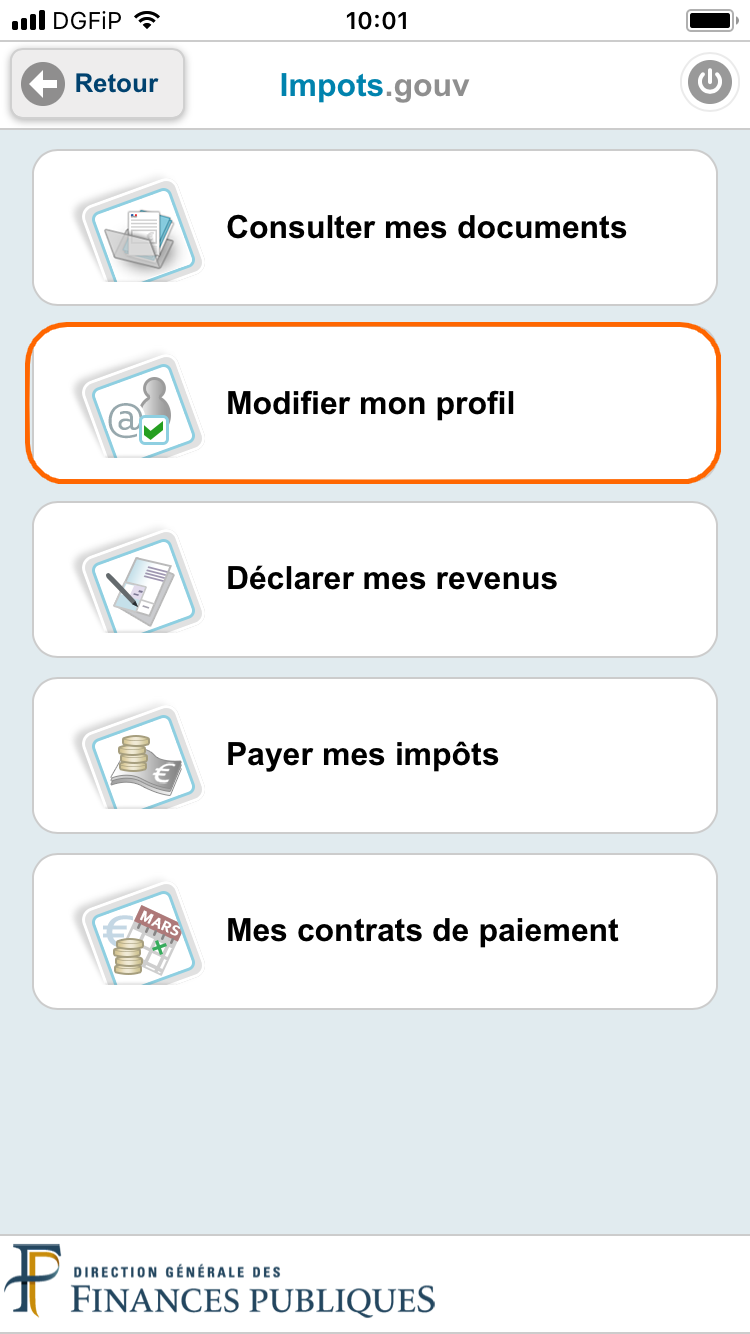 DGFiP 10:01
Retour Impots.gouv
Consulter mes documents
@
Modifier mon profil
Déclarer mes revenus
€
Payer mes impôts
€ MARS
Mes contrats de paiement
DIRECTION GÉNÉRALE DES
FINANCES PUBLIQUES